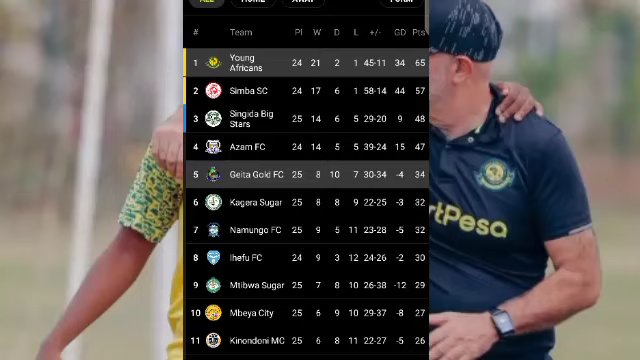 # Team Pl W D L +/- GD Pts
1 Young Africans 24 21 2 1 45-11 34 65
2 Simba SC 24 17 6 1 58-14 44 57
3 Singida Big Stars 25 14 6 5 29-20 9 48
4 Azam FC 24 14 5 5 39-24 15 47
5 Geita Gold FC 25 8 10 7 30-34 -4 34
6 Kagera Sugar 25 8 8 9 22-25 -3 32
7 Namungo FC 25 9 5 11 23-28 -5 32
8 Ihefu FC 24 9 3 12 24-26 -2 30
9 Mtibwa Sugar 25 7 8 10 26-38 -12 29
10 Mbeya City 25 6 9 10 29-37 -8 27
11 Kinondoni MC 25 6 8 11 22-27 -5 26
rtPesa